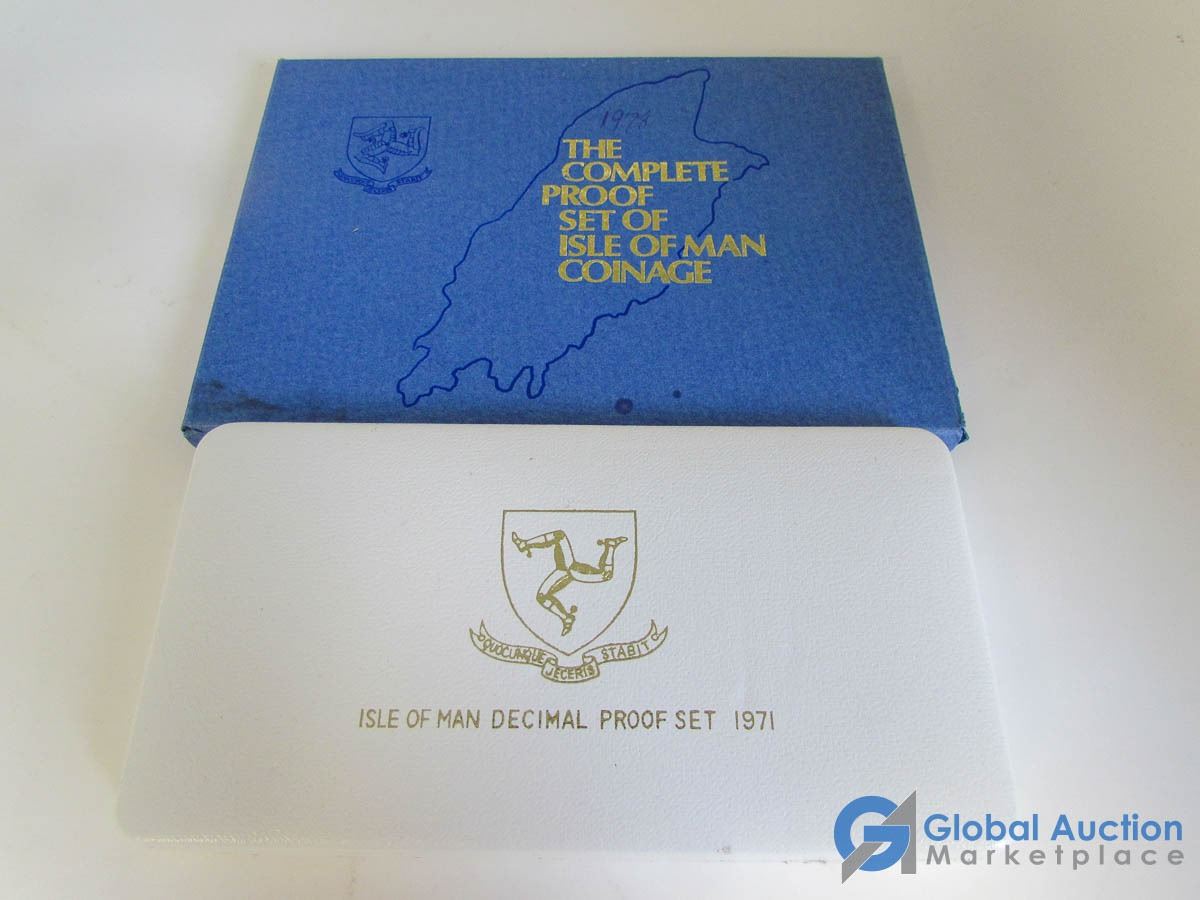 1974
THE
COMPLETE
PROOF
SET OF
ISLE OF MAN
COINAGE
QUOCUNQUE
JECERIS
STABIT
ISLE OF MAN DECIMAL PROOF SET 1971
Global Auction
Marketplace